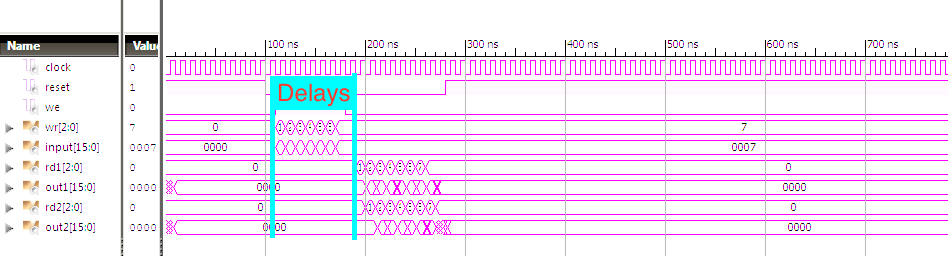 Name Value 100 ns 200 ns 300 ns 400 ns 500 ns 600 ns 700 ns
clock 0
reset 1 Delays
we 0
wr[2:0] 7 0 7
input[15:0] 0007 0000 0007
rd1[2:0] 0 0 0
out1[15:0] 0000 0000 0000
rd2[2:0] 0 0 0
out2[15:0] 0000 0000 0000